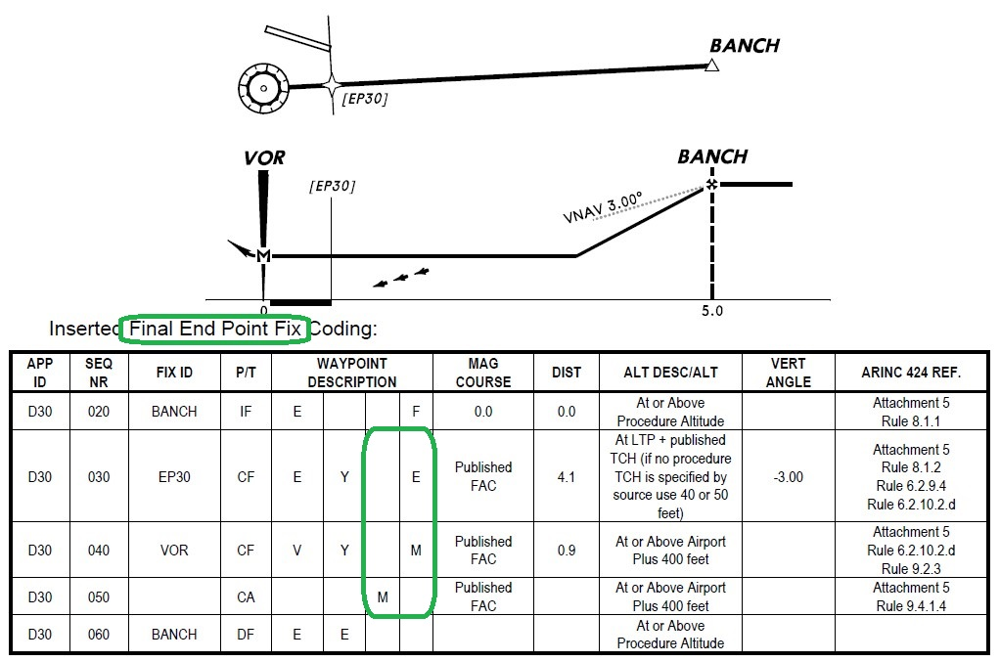 BANCH
[EP30]
VOR
BANCH
[EP30]
VNAV 3.00°
M
0
5.0
Inserted Final End Point Fix Coding:
APP ID SEQ NR FIX ID P/T WAYPOINT DESCRIPTION MAG COURSE DIST ALT DESC/ALT VERT ANGLE ARINC 424 REF.
D30 020 BANCH IF E F 0.0 0.0 At or Above Procedure Altitude Attachment 5 Rule 8.1.1
D30 030 EP30 CF E Y E Published FAC 4.1 At LTP + published TCH (if no procedure TCH is specified by source use 40 or 50 feet) -3.00 Attachment 5 Rule 8.1.2 Rule 6.2.9.4 Rule 6.2.10.2.d
D30 040 VOR CF V Y M Published FAC 0.9 At or Above Airport Plus 400 feet Attachment 5 Rule 6.2.10.2.d Rule 9.2.3
D30 050 CA M Published FAC At or Above Airport Plus 400 feet Attachment 5 Rule 9.4.1.4
D30 060 BANCH DF E E At or Above Procedure Altitude